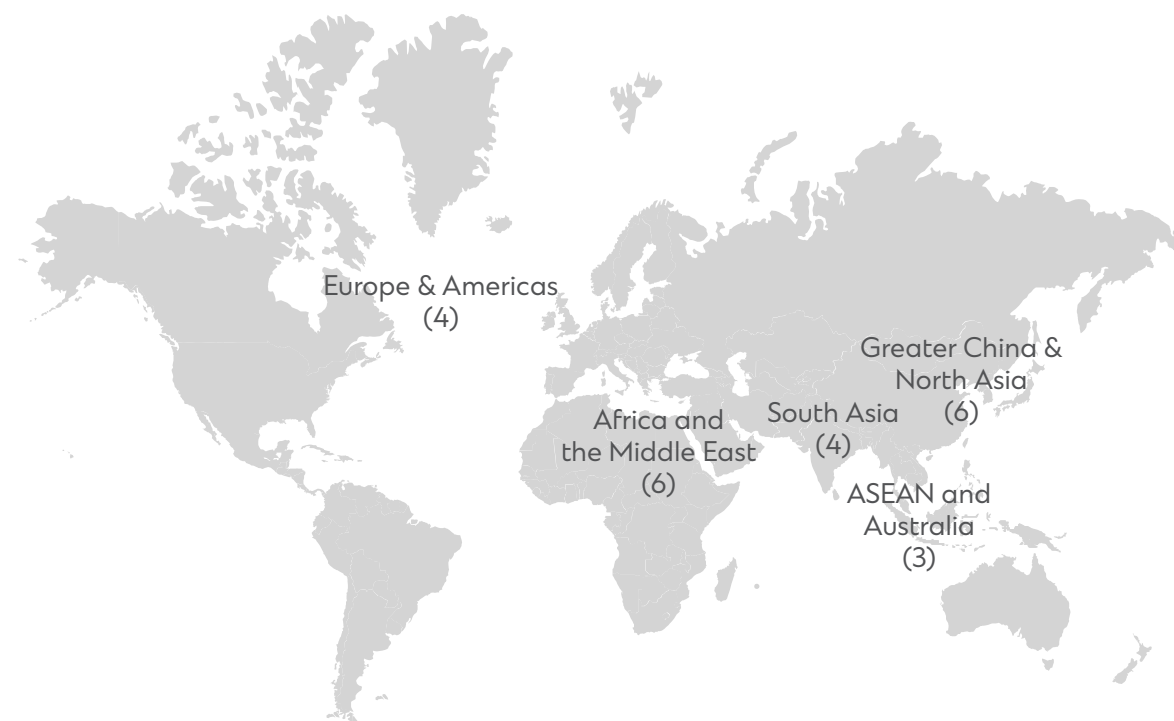 Europe & Americas
(4)
Greater China &
North Asia
(6)
Africa and
the Middle East
(6)
South Asia
(4)
ASEAN and
Australia
(3)